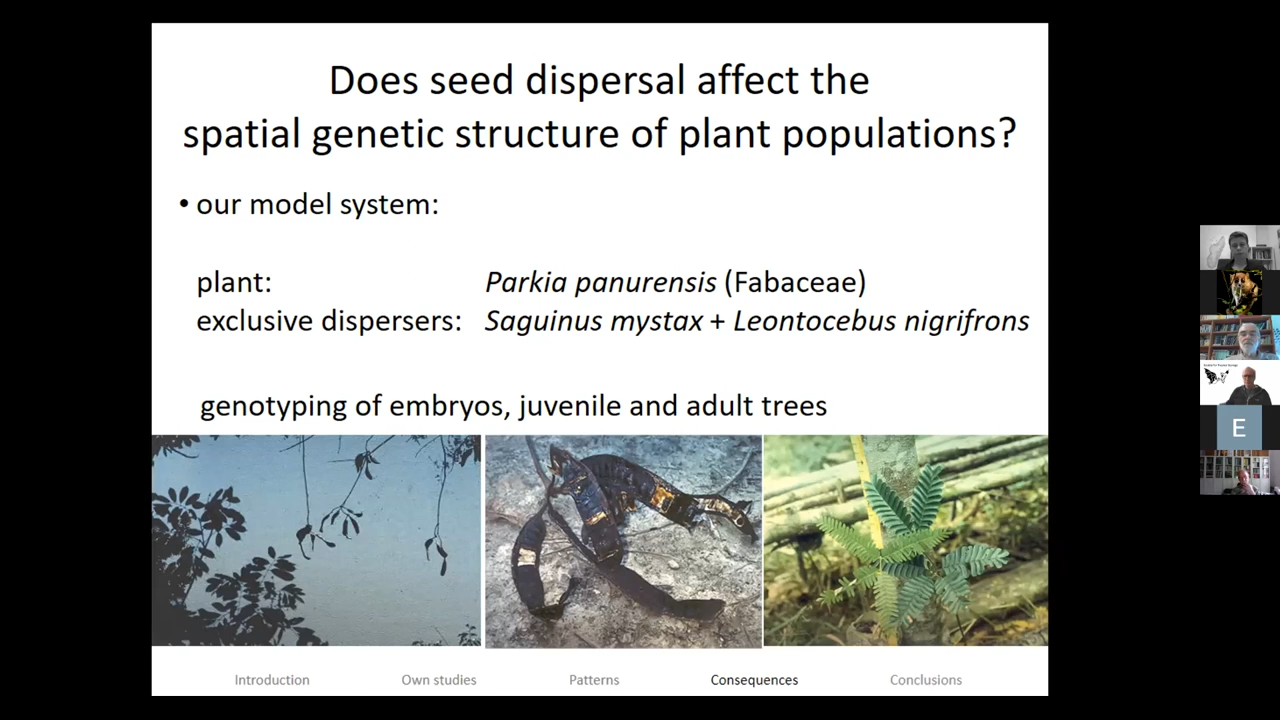 Does seed dispersal affect the
spatial genetic structure of plant populations?
• our model system:
plant: Parkia panurensis (Fabaceae)
exclusive dispersers: Saguinus mystax + Leontocebus nigrifrons
genotyping of embryos, juvenile and adult trees
Introduction Own studies Patterns Consequences Conclusions
E